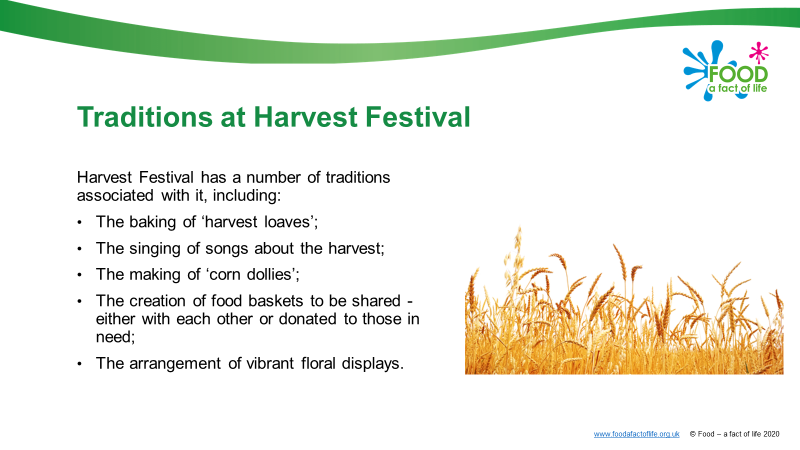 FOOD
a fact of life
Traditions at Harvest Festival
Harvest Festival has a number of traditions
associated with it, including:
• The baking of ‘harvest loaves’;
• The singing of songs about the harvest;
• The making of ‘corn dollies’;
• The creation of food baskets to be shared -
either with each other or donated to those in
need;
• The arrangement of vibrant floral displays.
www.foodafactoflife.org.uk © Food – a fact of life 2020